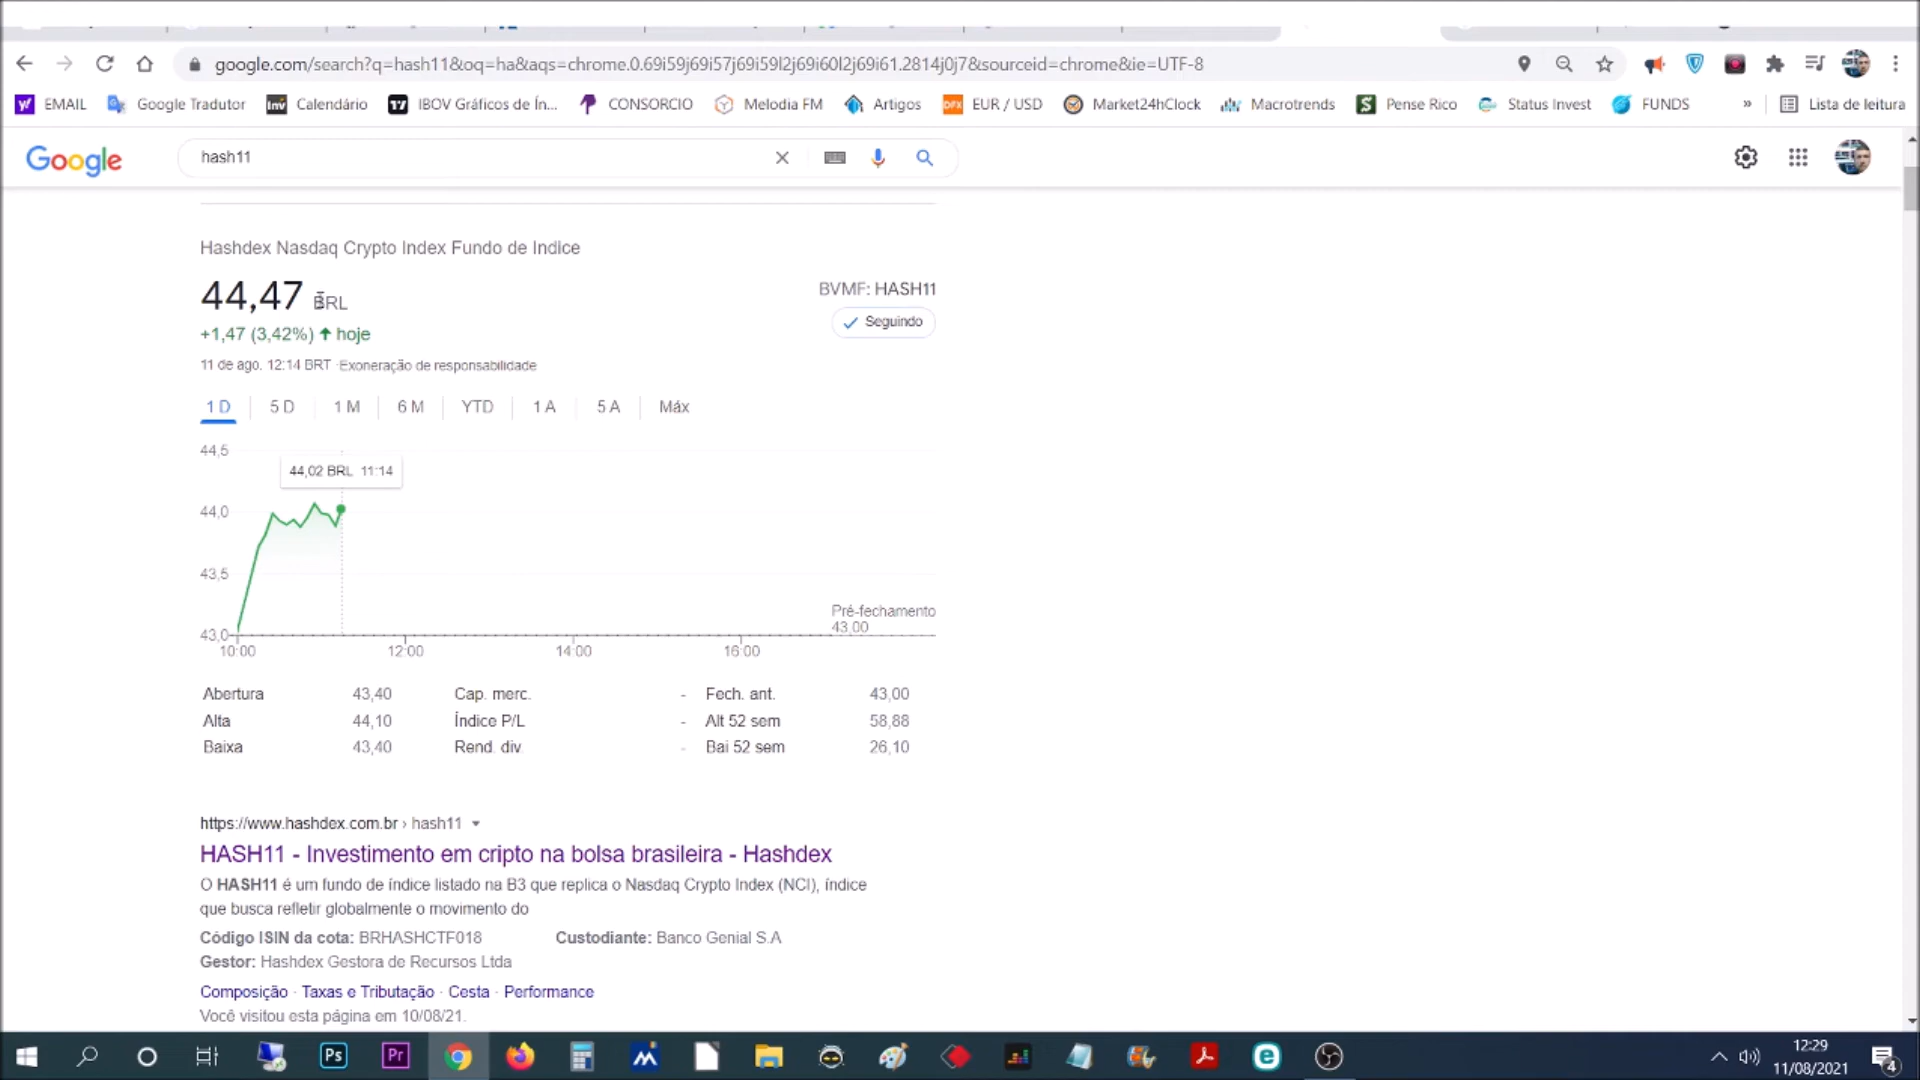 google.com/search?q=hash11&oq=ha&aqs=chrome.0.69i59j69i57j69i59l2j69i60l2j69i61.2814j0j7&sourceid=chrome&ie=UTF-8
EMAIL Google Tradutor Calendário IBOV Gráficos de Ín... CONSORCIO Melodia FM Artigos EUR / USD Market24hClock Macrotrends Pense Rico Status Invest FUNDS » Lista de leitura
Google hash11
Hashdex Nasdaq Crypto Index Fundo de Indice
44,47 BRL
BVMF: HASH11
+1,47 (3,42%) hoje
Seguindo
11 de ago. 12:14 BRT · Exoneração de responsabilidade
1 D 5 D 1 M 6 M YTD 1 A 5 A Máx
44,5
44,02 BRL 11:14
44,0
43,5
Pré-fechamento
43,00
43,0
10:00 12:00 14:00 16:00
Abertura 43,40 Cap. merc. - Fech. ant. 43,00
Alta 44,10 Índice P/L - Alt 52 sem 58,88
Baixa 43,40 Rend. div. - Bai 52 sem 26,10
https://www.hashdex.com.br › hash11
HASH11 - Investimento em cripto na bolsa brasileira - Hashdex
O HASH11 é um fundo de índice listado na B3 que replica o Nasdaq Crypto Index (NCI), índice
que busca refletir globalmente o movimento do
Código ISIN da cota: BRHASHCTF018 Custodiante: Banco Genial S.A
Gestor: Hashdex Gestora de Recursos Ltda
Composição · Taxas e Tributação · Cesta · Performance
Você visitou esta página em 10/08/21.
Ps Pr
12:29
11/08/2021
4